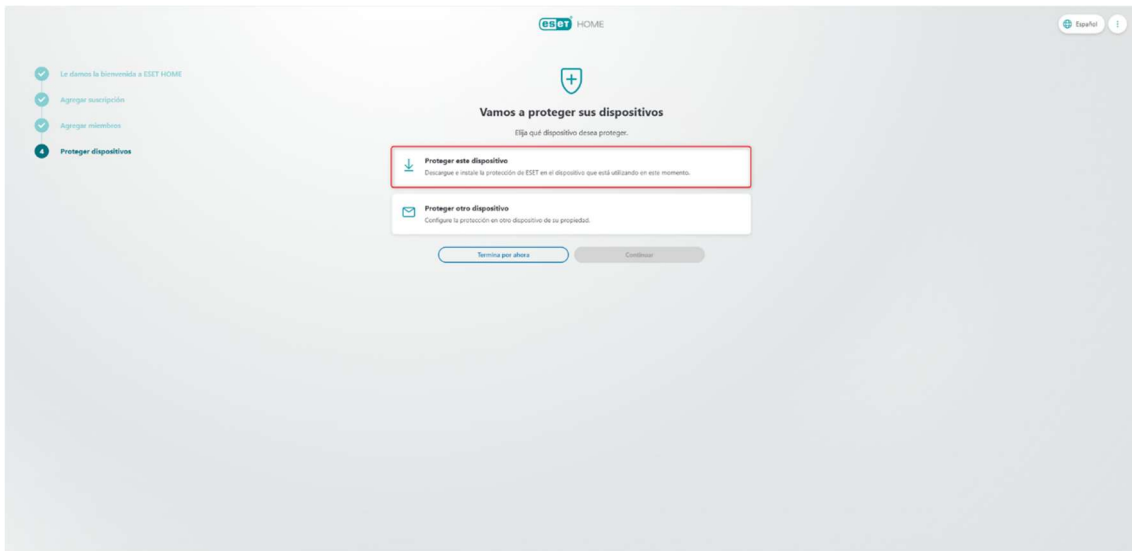 eset HOME
Español
Le damos la bienvenida a ESET HOME
Agregar suscripción
Agregar miembros
4 Proteger dispositivos
Vamos a proteger sus dispositivos
Elija qué dispositivo desea proteger.
Proteger este dispositivo
Descargue e instale la protección de ESET en el dispositivo que está utilizando en este momento.
Proteger otro dispositivo
Configure la protección en otro dispositivo de su propiedad.
Termina por ahora
Continuar